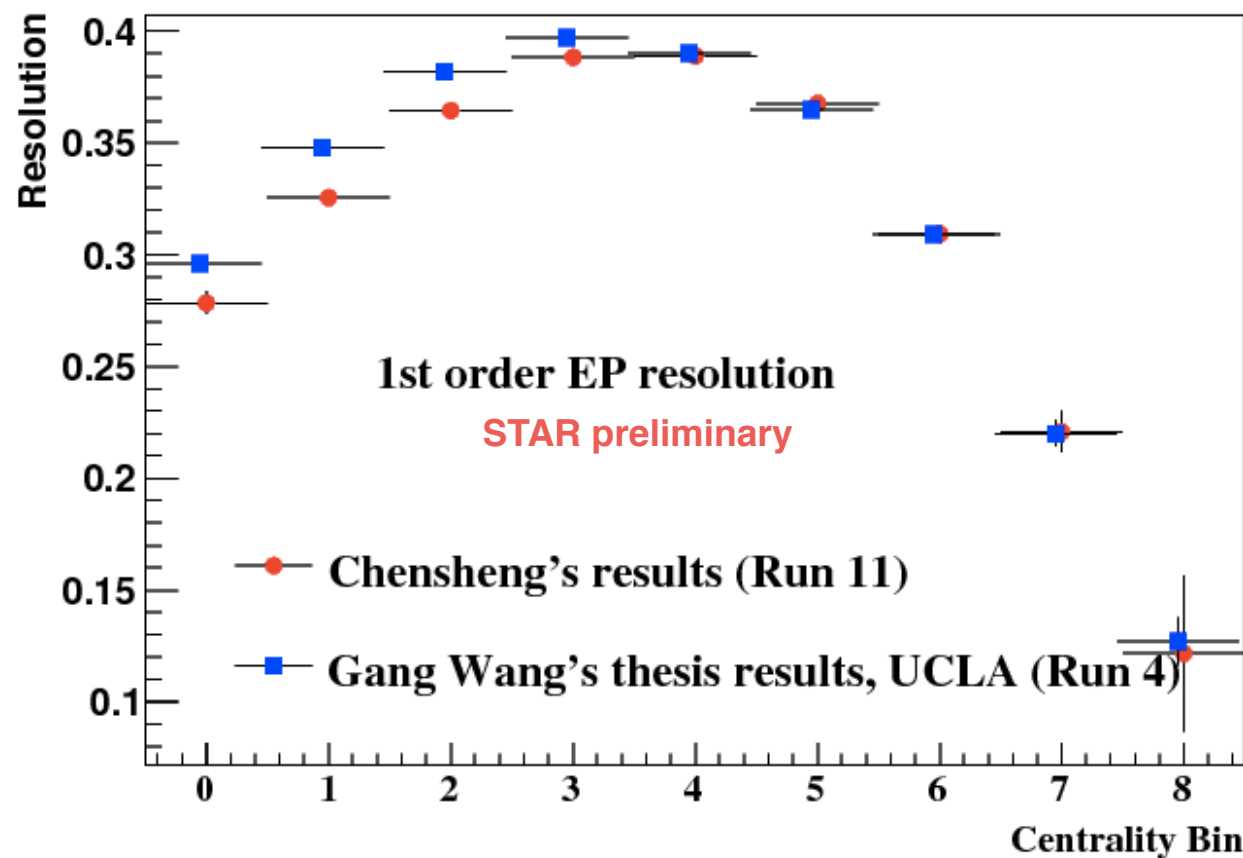 Resolution
0.4
0.35
0.3
0.25
0.2
0.15
0.1
1st order EP resolution
STAR preliminary
Chensheng's results (Run 11)
Gang Wang's thesis results, UCLA (Run 4)
0 1 2 3 4 5 6 7 8
Centrality Bin